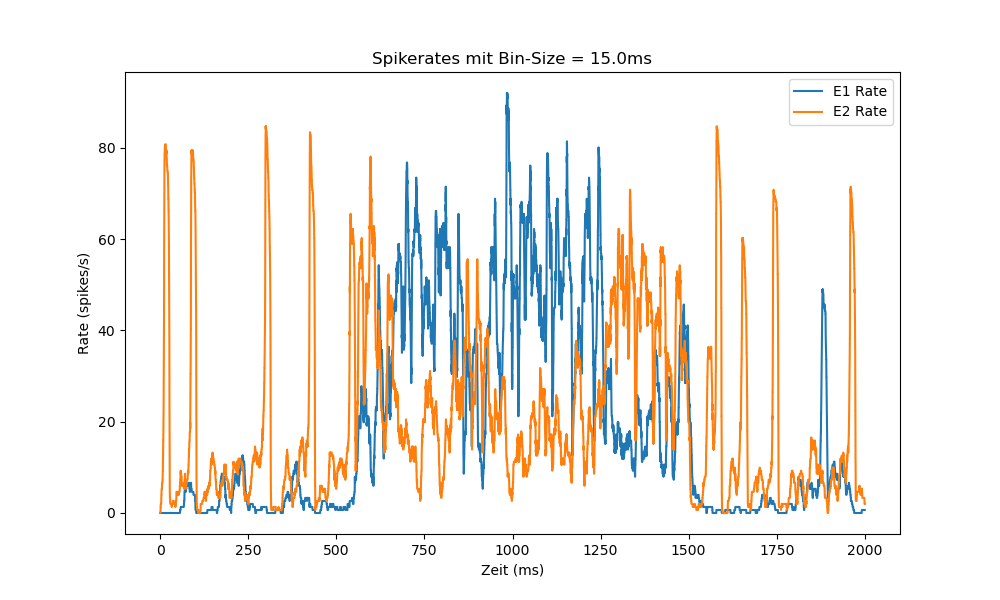 Spikerates mit Bin-Size = 15.0ms
E1 Rate
E2 Rate
Rate (spikes/s)
80
60
40
20
0
0 250 500 750 1000 1250 1500 1750 2000
Zeit (ms)